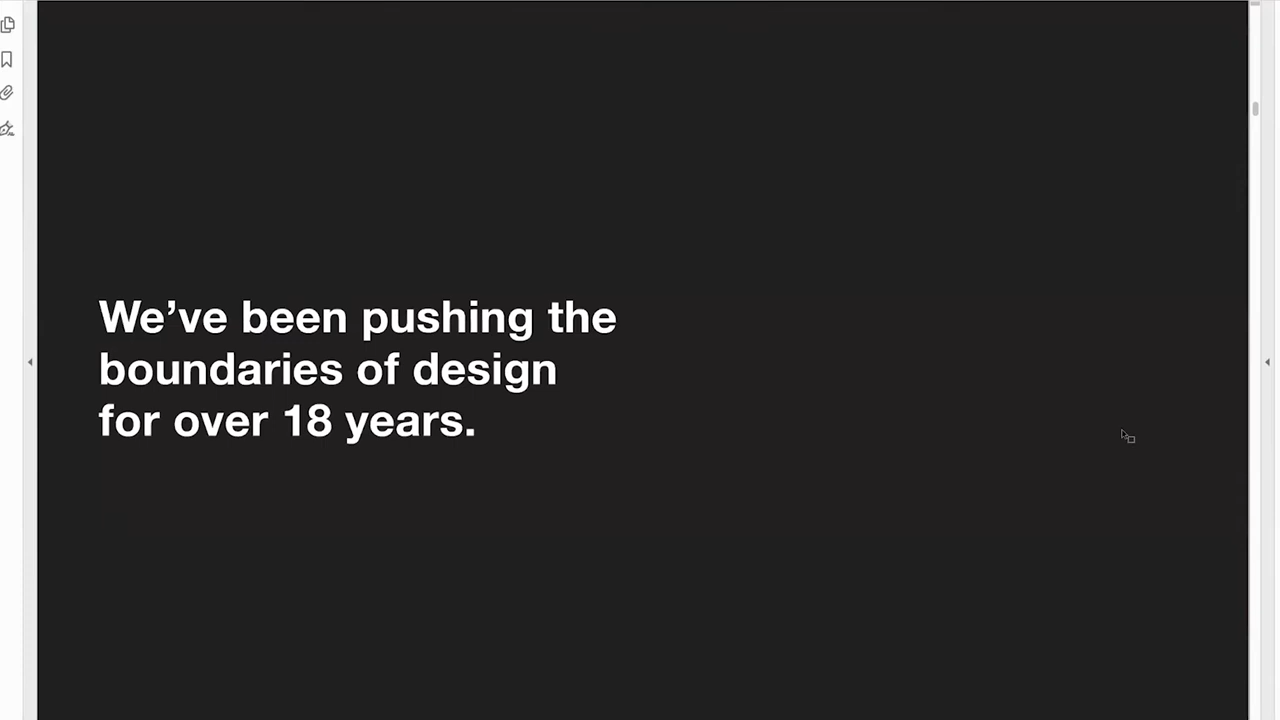 We’ve been pushing the
boundaries of design
for over 18 years.